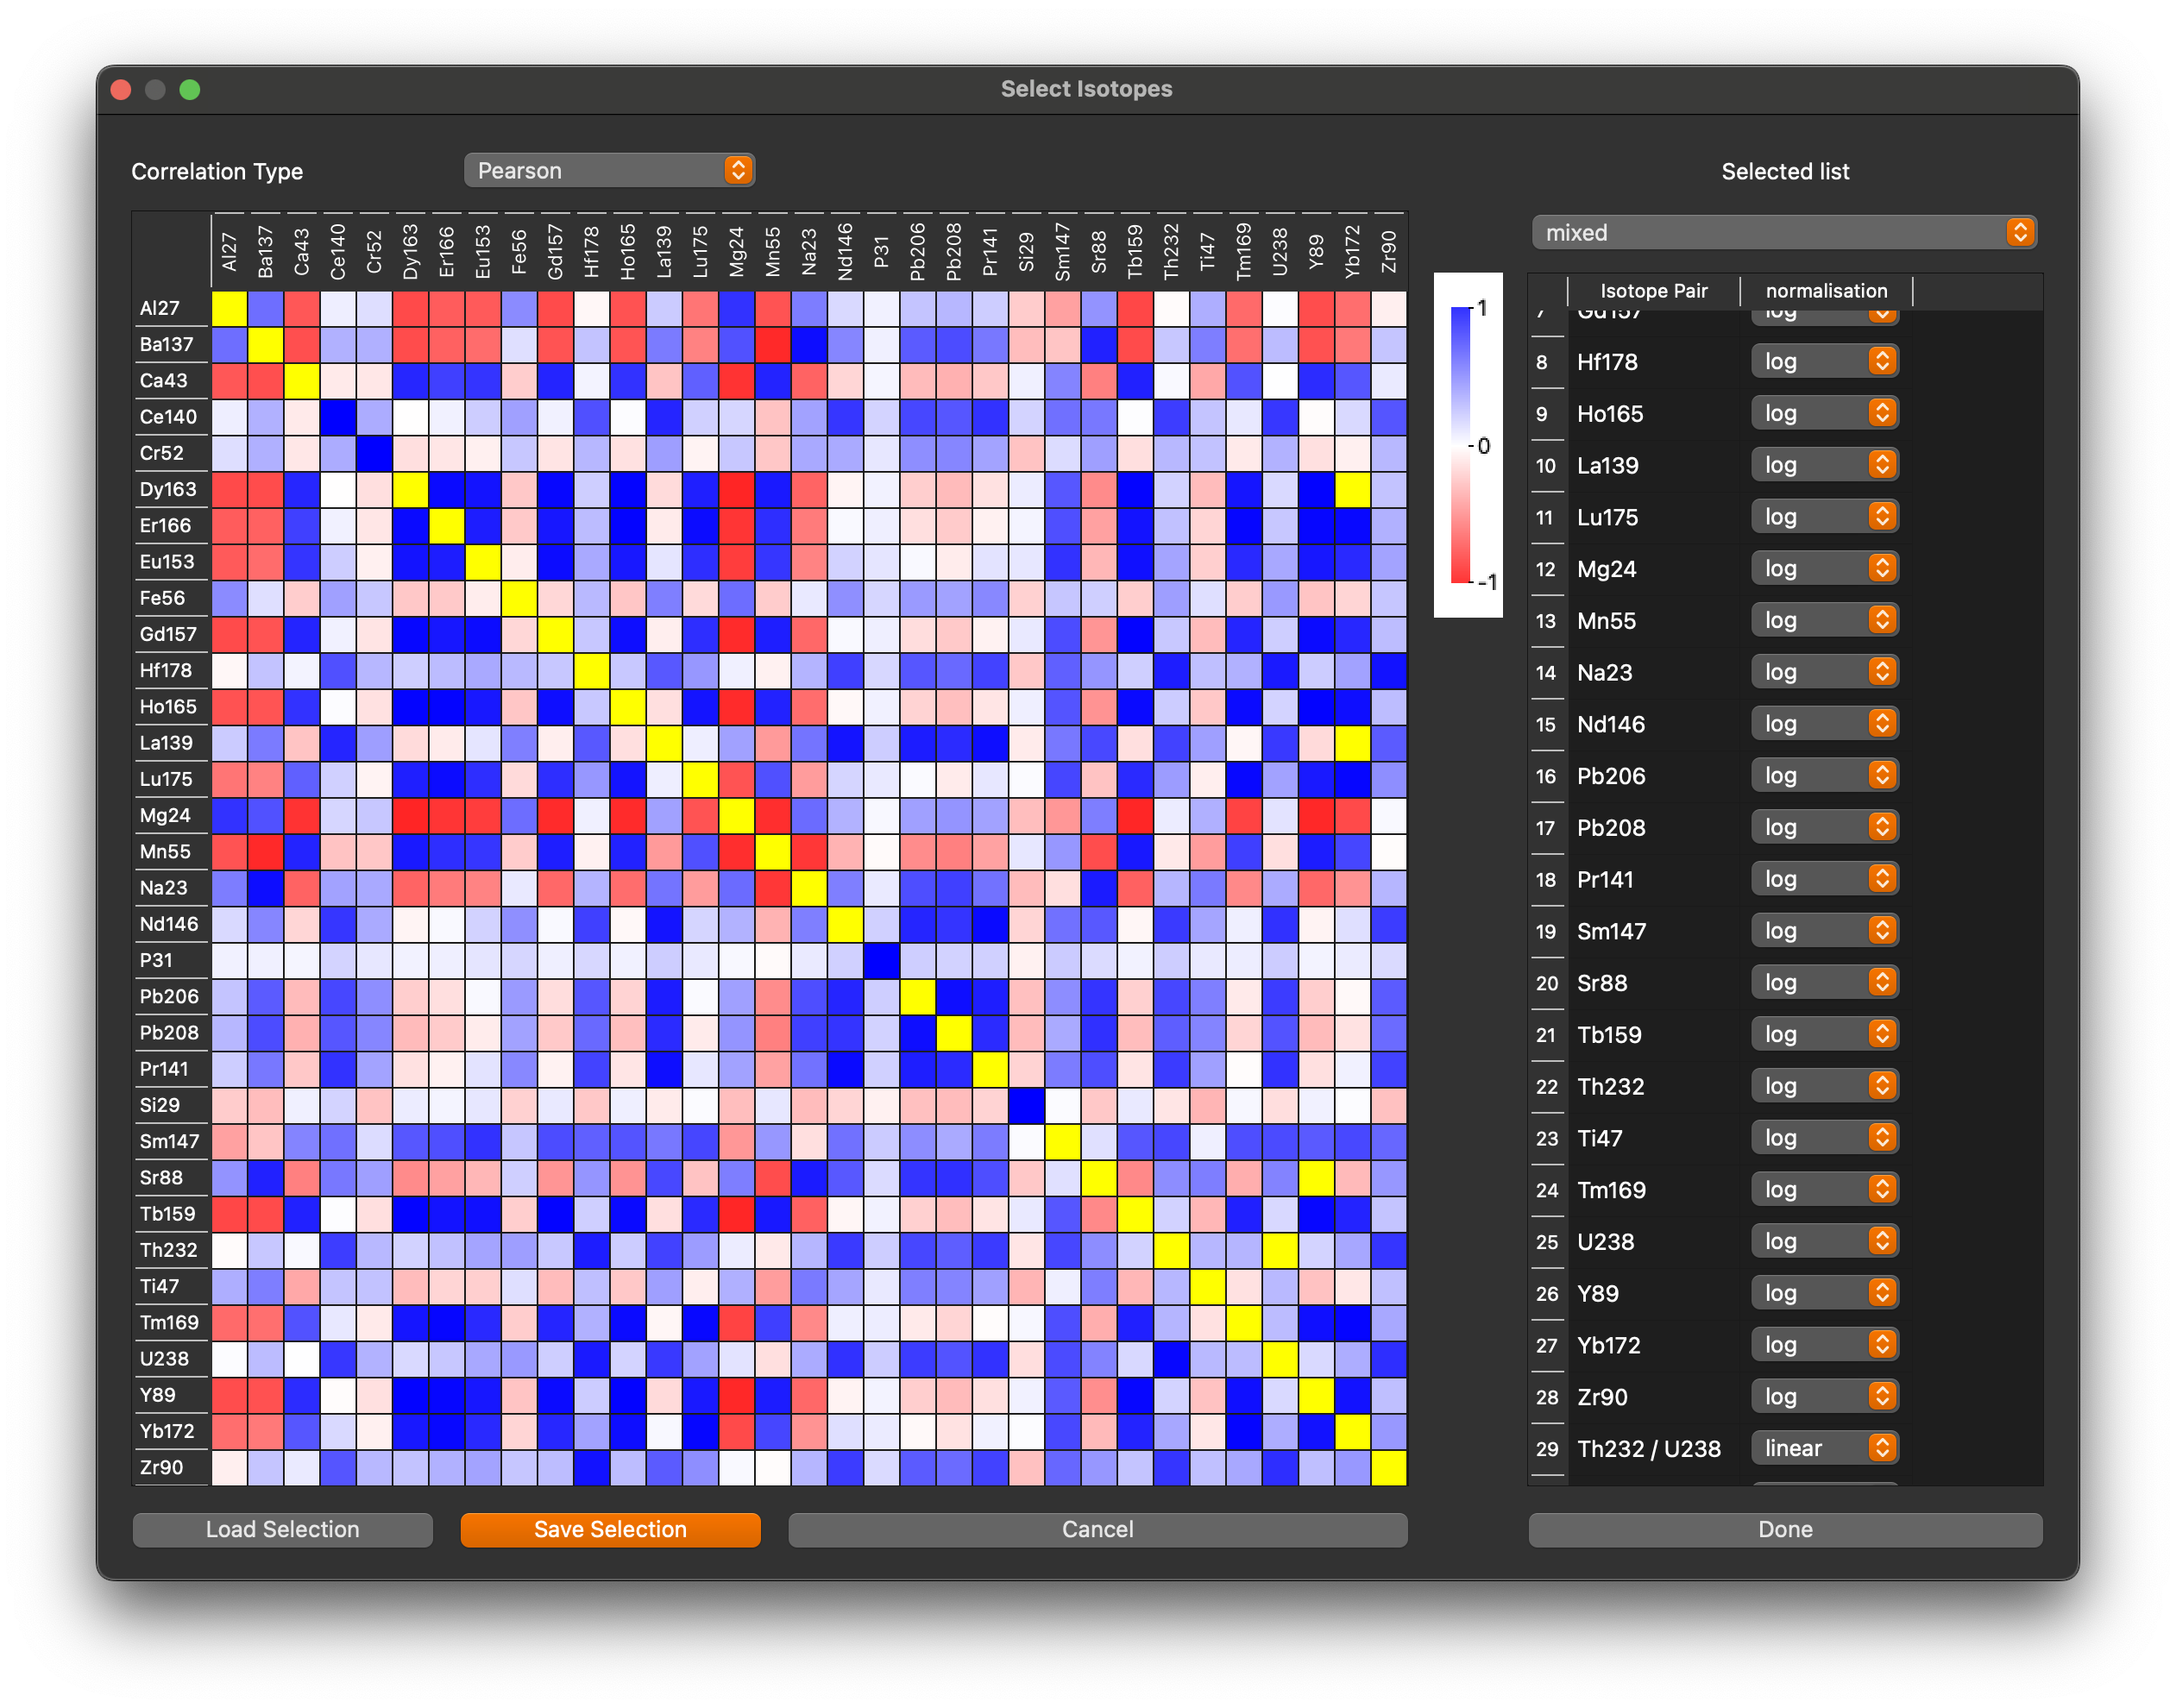 Select Isotopes
Correlation Type
Pearson
Selected list
mixed
Al27 Ba137 Ca43 Ce140 Cr52 Dy163 Er166 Eu153 Fe56 Gd157 Hf178 Ho165 La139 Lu175 Mg24 Mn55 Na23 Nd146 P31 Pb206 Pb208 Pr141 Si29 Sm147 Sr88 Tb159 Th232 Ti47 Tm169 U238 Y89 Yb172 Zr90
Al27
Ba137
Ca43
Ce140
Cr52
Dy163
Er166
Eu153
Fe56
Gd157
Hf178
Ho165
La139
Lu175
Mg24
Mn55
Na23
Nd146
P31
Pb206
Pb208
Pr141
Si29
Sm147
Sr88
Tb159
Th232
Ti47
Tm169
U238
Y89
Yb172
Zr90
1
0
-1
Isotope Pair normalisation
7 Gd157 log
8 Hf178 log
9 Ho165 log
10 La139 log
11 Lu175 log
12 Mg24 log
13 Mn55 log
14 Na23 log
15 Nd146 log
16 Pb206 log
17 Pb208 log
18 Pr141 log
19 Sm147 log
20 Sr88 log
21 Tb159 log
22 Th232 log
23 Ti47 log
24 Tm169 log
25 U238 log
26 Y89 log
27 Yb172 log
28 Zr90 log
29 Th232 / U238 linear
Load Selection
Save Selection
Cancel
Done